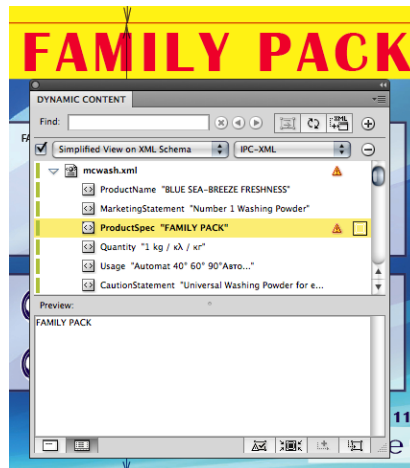 FAMILY PACK
DYNAMIC CONTENT
Find:
XML
Simplified View on XML Schema IPC-XML
mcwash.xml
ProductName "BLUE SEA-BREEZE FRESHNESS"
MarketingStatement "Number 1 Washing Powder"
ProductSpec "FAMILY PACK"
Quantity "1 kg / κλ / кг"
Usage "Automat 40° 60° 90°Авто..."
CautionStatement "Universal Washing Powder for e...
Preview:
FAMILY PACK
11
e